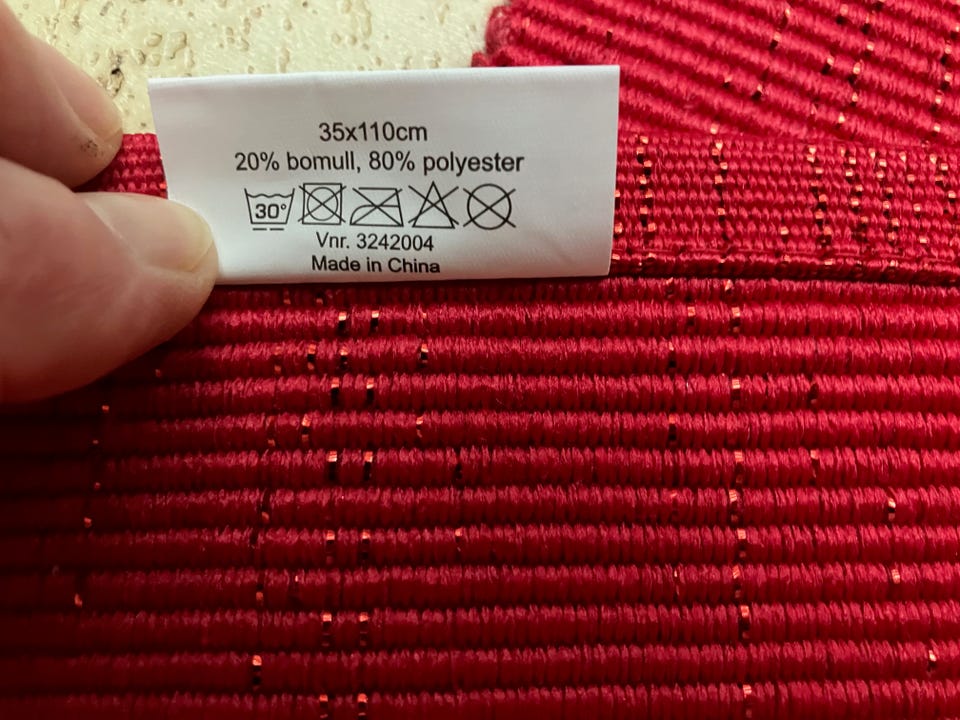 35x110cm
20% bomull, 80% polyester
30°
Vnr. 3242004
Made in China